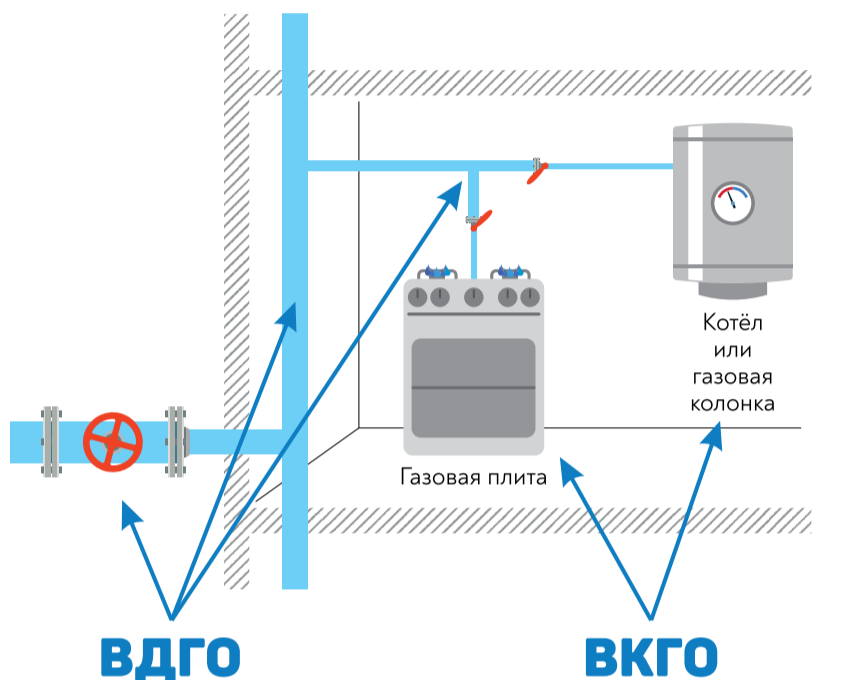 Котёл
или
газовая
колонка
Газовая плита
ВДГО
ВКГО